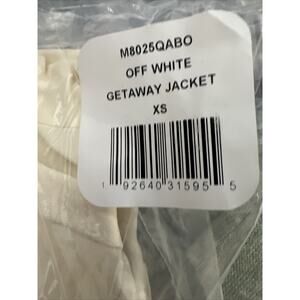 M8025QABO
OFF WHITE
GETAWAY JACKET
XS
1 92640 31595 5